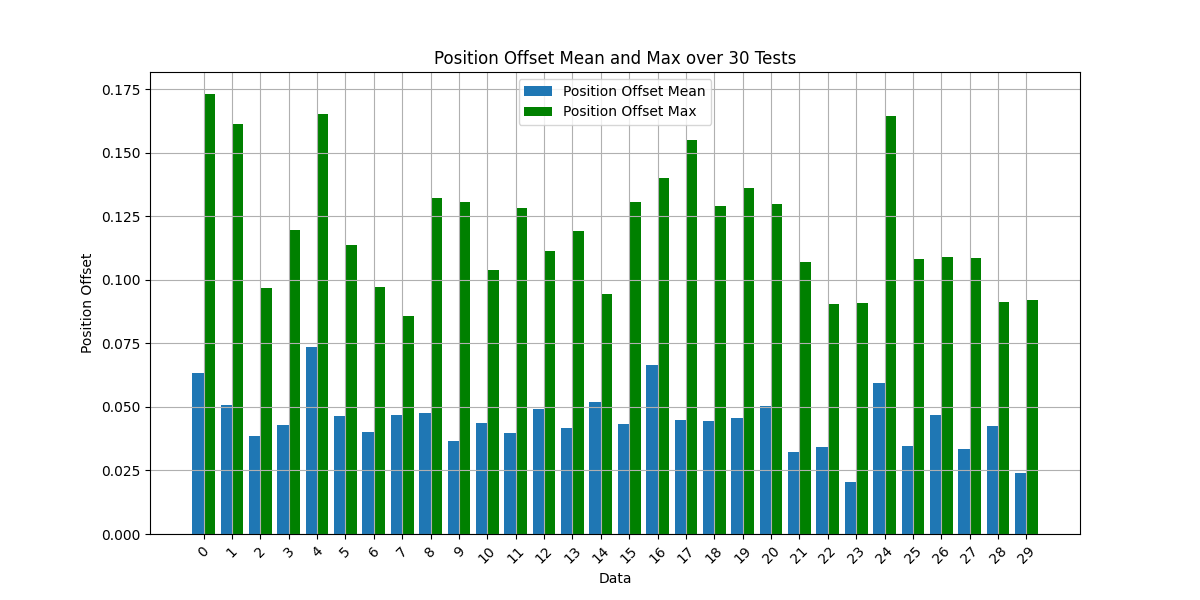 Position Offset Mean and Max over 30 Tests
Position Offset Mean
Position Offset Max
Position Offset
0.175
0.150
0.125
0.100
0.075
0.050
0.025
0.000
0 1 2 3 4 5 6 7 8 9 10 11 12 13 14 15 16 17 18 19 20 21 22 23 24 25 26 27 28 29
Data